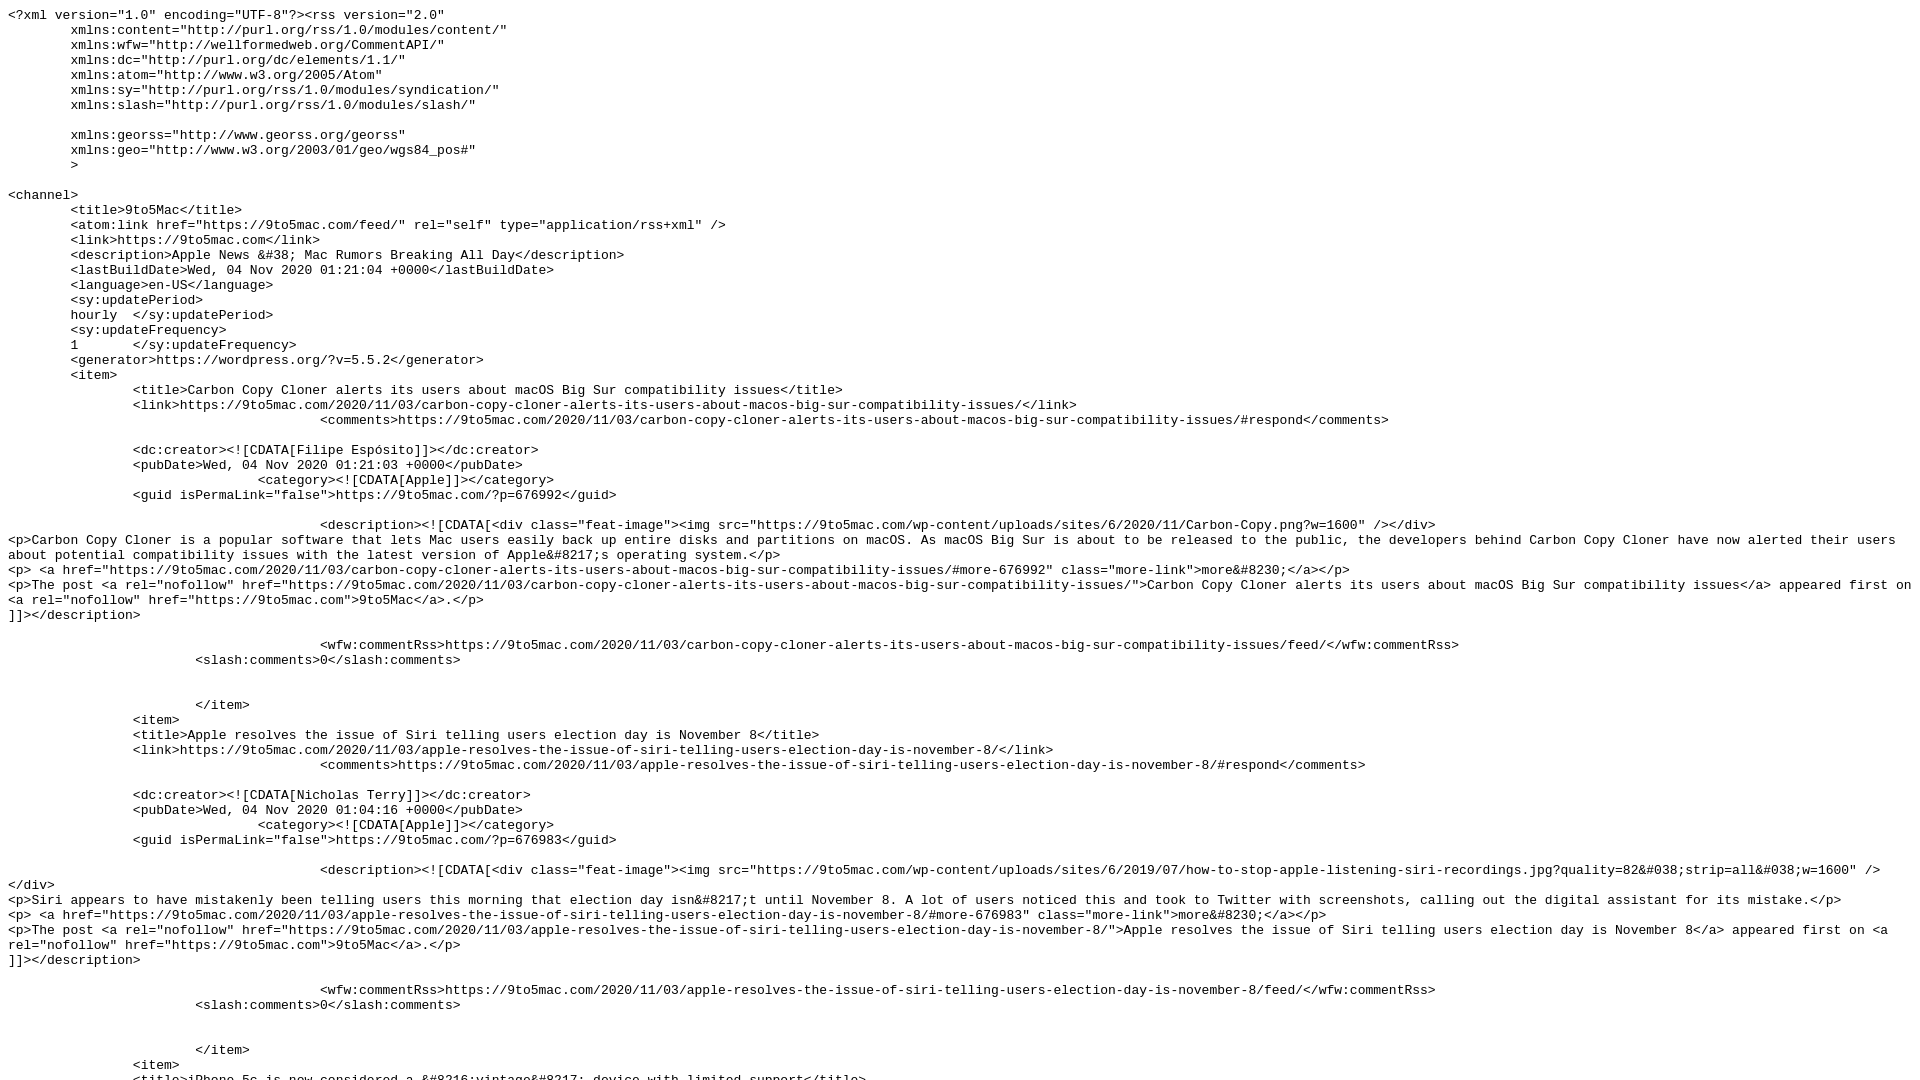 <?xml version="1.0" encoding="UTF-8"?><rss version="2.0"
xmlns:content="http://purl.org/rss/1.0/modules/content/"
xmlns:wfw="http://wellformedweb.org/CommentAPI/"
xmlns:dc="http://purl.org/dc/elements/1.1/"
xmlns:atom="http://www.w3.org/2005/Atom"
xmlns:sy="http://purl.org/rss/1.0/modules/syndication/"
xmlns:slash="http://purl.org/rss/1.0/modules/slash/"
xmlns:georss="http://www.georss.org/georss"
xmlns:geo="http://www.w3.org/2003/01/geo/wgs84_pos#"
>
<channel>
<title>9to5Mac</title>
<atom:link href="https://9to5mac.com/feed/" rel="self" type="application/rss+xml" />
<link>https://9to5mac.com</link>
<description>Apple News &#38; Mac Rumors Breaking All Day</description>
<lastBuildDate>Wed, 04 Nov 2020 01:21:04 +0000</lastBuildDate>
<language>en-US</language>
<sy:updatePeriod>
hourly  </sy:updatePeriod>
<sy:updateFrequency>
1       </sy:updateFrequency>
<generator>https://wordpress.org/?v=5.5.2</generator>
<item>
<title>Carbon Copy Cloner alerts its users about macOS Big Sur compatibility issues</title>
<link>https://9to5mac.com/2020/11/03/carbon-copy-cloner-alerts-its-users-about-macos-big-sur-compatibility-issues/</link>
<comments>https://9to5mac.com/2020/11/03/carbon-copy-cloner-alerts-its-users-about-macos-big-sur-compatibility-issues/#respond</comments>
<dc:creator><![CDATA[Filipe Espósito]]></dc:creator>
<pubDate>Wed, 04 Nov 2020 01:21:03 +0000</pubDate>
<category><![CDATA[Apple]]></category>
<guid isPermaLink="false">https://9to5mac.com/?p=676992</guid>
<description><![CDATA[<div class="feat-image"><img src="https://9to5mac.com/wp-content/uploads/sites/6/2020/11/Carbon-Copy.png?w=1600" /></div>
<p>Carbon Copy Cloner is a popular software that lets Mac users easily back up entire disks and partitions on macOS. As macOS Big Sur is about to be released to the public, the developers behind Carbon Copy Cloner have now alerted their users
about potential compatibility issues with the latest version of Apple&#8217;s operating system.</p>
<p> <a href="https://9to5mac.com/2020/11/03/carbon-copy-cloner-alerts-its-users-about-macos-big-sur-compatibility-issues/#more-676992" class="more-link">more&#8230;</a></p>
<p>The post <a rel="nofollow" href="https://9to5mac.com/2020/11/03/carbon-copy-cloner-alerts-its-users-about-macos-big-sur-compatibility-issues/">Carbon Copy Cloner alerts its users about macOS Big Sur compatibility issues</a> appeared first on
<a rel="nofollow" href="https://9to5mac.com">9to5Mac</a>.</p>
]]></description>
<wfw:commentRss>https://9to5mac.com/2020/11/03/carbon-copy-cloner-alerts-its-users-about-macos-big-sur-compatibility-issues/feed/</wfw:commentRss>
<slash:comments>0</slash:comments>
</item>
<item>
<title>Apple resolves the issue of Siri telling users election day is November 8</title>
<link>https://9to5mac.com/2020/11/03/apple-resolves-the-issue-of-siri-telling-users-election-day-is-november-8/</link>
<comments>https://9to5mac.com/2020/11/03/apple-resolves-the-issue-of-siri-telling-users-election-day-is-november-8/#respond</comments>
<dc:creator><![CDATA[Nicholas Terry]]></dc:creator>
<pubDate>Wed, 04 Nov 2020 01:04:16 +0000</pubDate>
<category><![CDATA[Apple]]></category>
<guid isPermaLink="false">https://9to5mac.com/?p=676983</guid>
<description><![CDATA[<div class="feat-image"><img src="https://9to5mac.com/wp-content/uploads/sites/6/2019/07/how-to-stop-apple-listening-siri-recordings.jpg?quality=82&#038;strip=all&#038;w=1600" />
</div>
<p>Siri appears to have mistakenly been telling users this morning that election day isn&#8217;t until November 8. A lot of users noticed this and took to Twitter with screenshots, calling out the digital assistant for its mistake.</p>
<p> <a href="https://9to5mac.com/2020/11/03/apple-resolves-the-issue-of-siri-telling-users-election-day-is-november-8/#more-676983" class="more-link">more&#8230;</a></p>
<p>The post <a rel="nofollow" href="https://9to5mac.com/2020/11/03/apple-resolves-the-issue-of-siri-telling-users-election-day-is-november-8/">Apple resolves the issue of Siri telling users election day is November 8</a> appeared first on <a
rel="nofollow" href="https://9to5mac.com">9to5Mac</a>.</p>
]]></description>
<wfw:commentRss>https://9to5mac.com/2020/11/03/apple-resolves-the-issue-of-siri-telling-users-election-day-is-november-8/feed/</wfw:commentRss>
<slash:comments>0</slash:comments>
</item>
<item>
<title>iPhone 5c is now considered a &#8216;vintage&#8217; device with limited support</title>